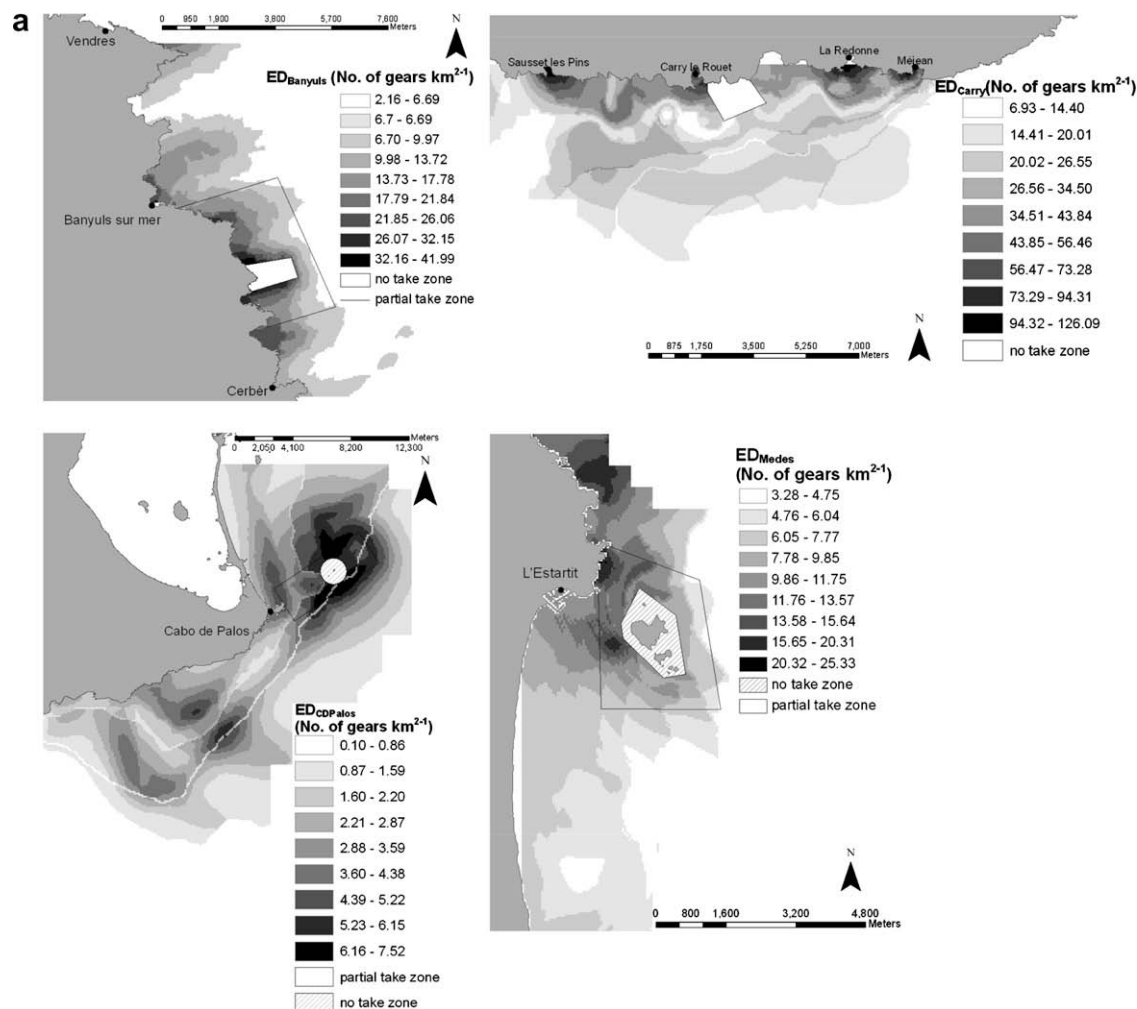 a
0 950 1,900 3,800 5,700 7,600
Meters
N
Vendres
Banyuls sur mer
Cerbèr
ED Banyuls (No. of gears km2-1)
2.16 - 6.69
6.7 - 6.69
6.70 - 9.97
9.98 - 13.72
13.73 - 17.78
17.79 - 21.84
21.85 - 26.06
26.07 - 32.15
32.16 - 41.99
no take zone
partial take zone
Sausset les Pins
Carry le Rouet
La Redonne
Méjean
ED Carry (No. of gears km2-1)
6.93 - 14.40
14.41 - 20.01
20.02 - 26.55
26.56 - 34.50
34.51 - 43.84
43.85 - 56.46
56.47 - 73.28
73.29 - 94.31
94.32 - 126.09
no take zone
N
0 875 1,750 3,500 5,250 7,000
Meters
Meters
0 2,050 4,100 8,200 12,300
N
Cabo de Palos
ED CDPalos
(No. of gears km2-1)
0.10 - 0.86
0.87 - 1.59
1.60 - 2.20
2.21 - 2.87
2.88 - 3.59
3.60 - 4.38
4.39 - 5.22
5.23 - 6.15
6.16 - 7.52
partial take zone
no take zone
L'Estartit
ED Medes
(No. of gears km2-1)
3.28 - 4.75
4.76 - 6.04
6.05 - 7.77
7.78 - 9.85
9.86 - 11.75
11.76 - 13.57
13.58 - 15.64
15.65 - 20.31
20.32 - 25.33
no take zone
partial take zone
N
0 800 1,600 3,200 4,800
Meters